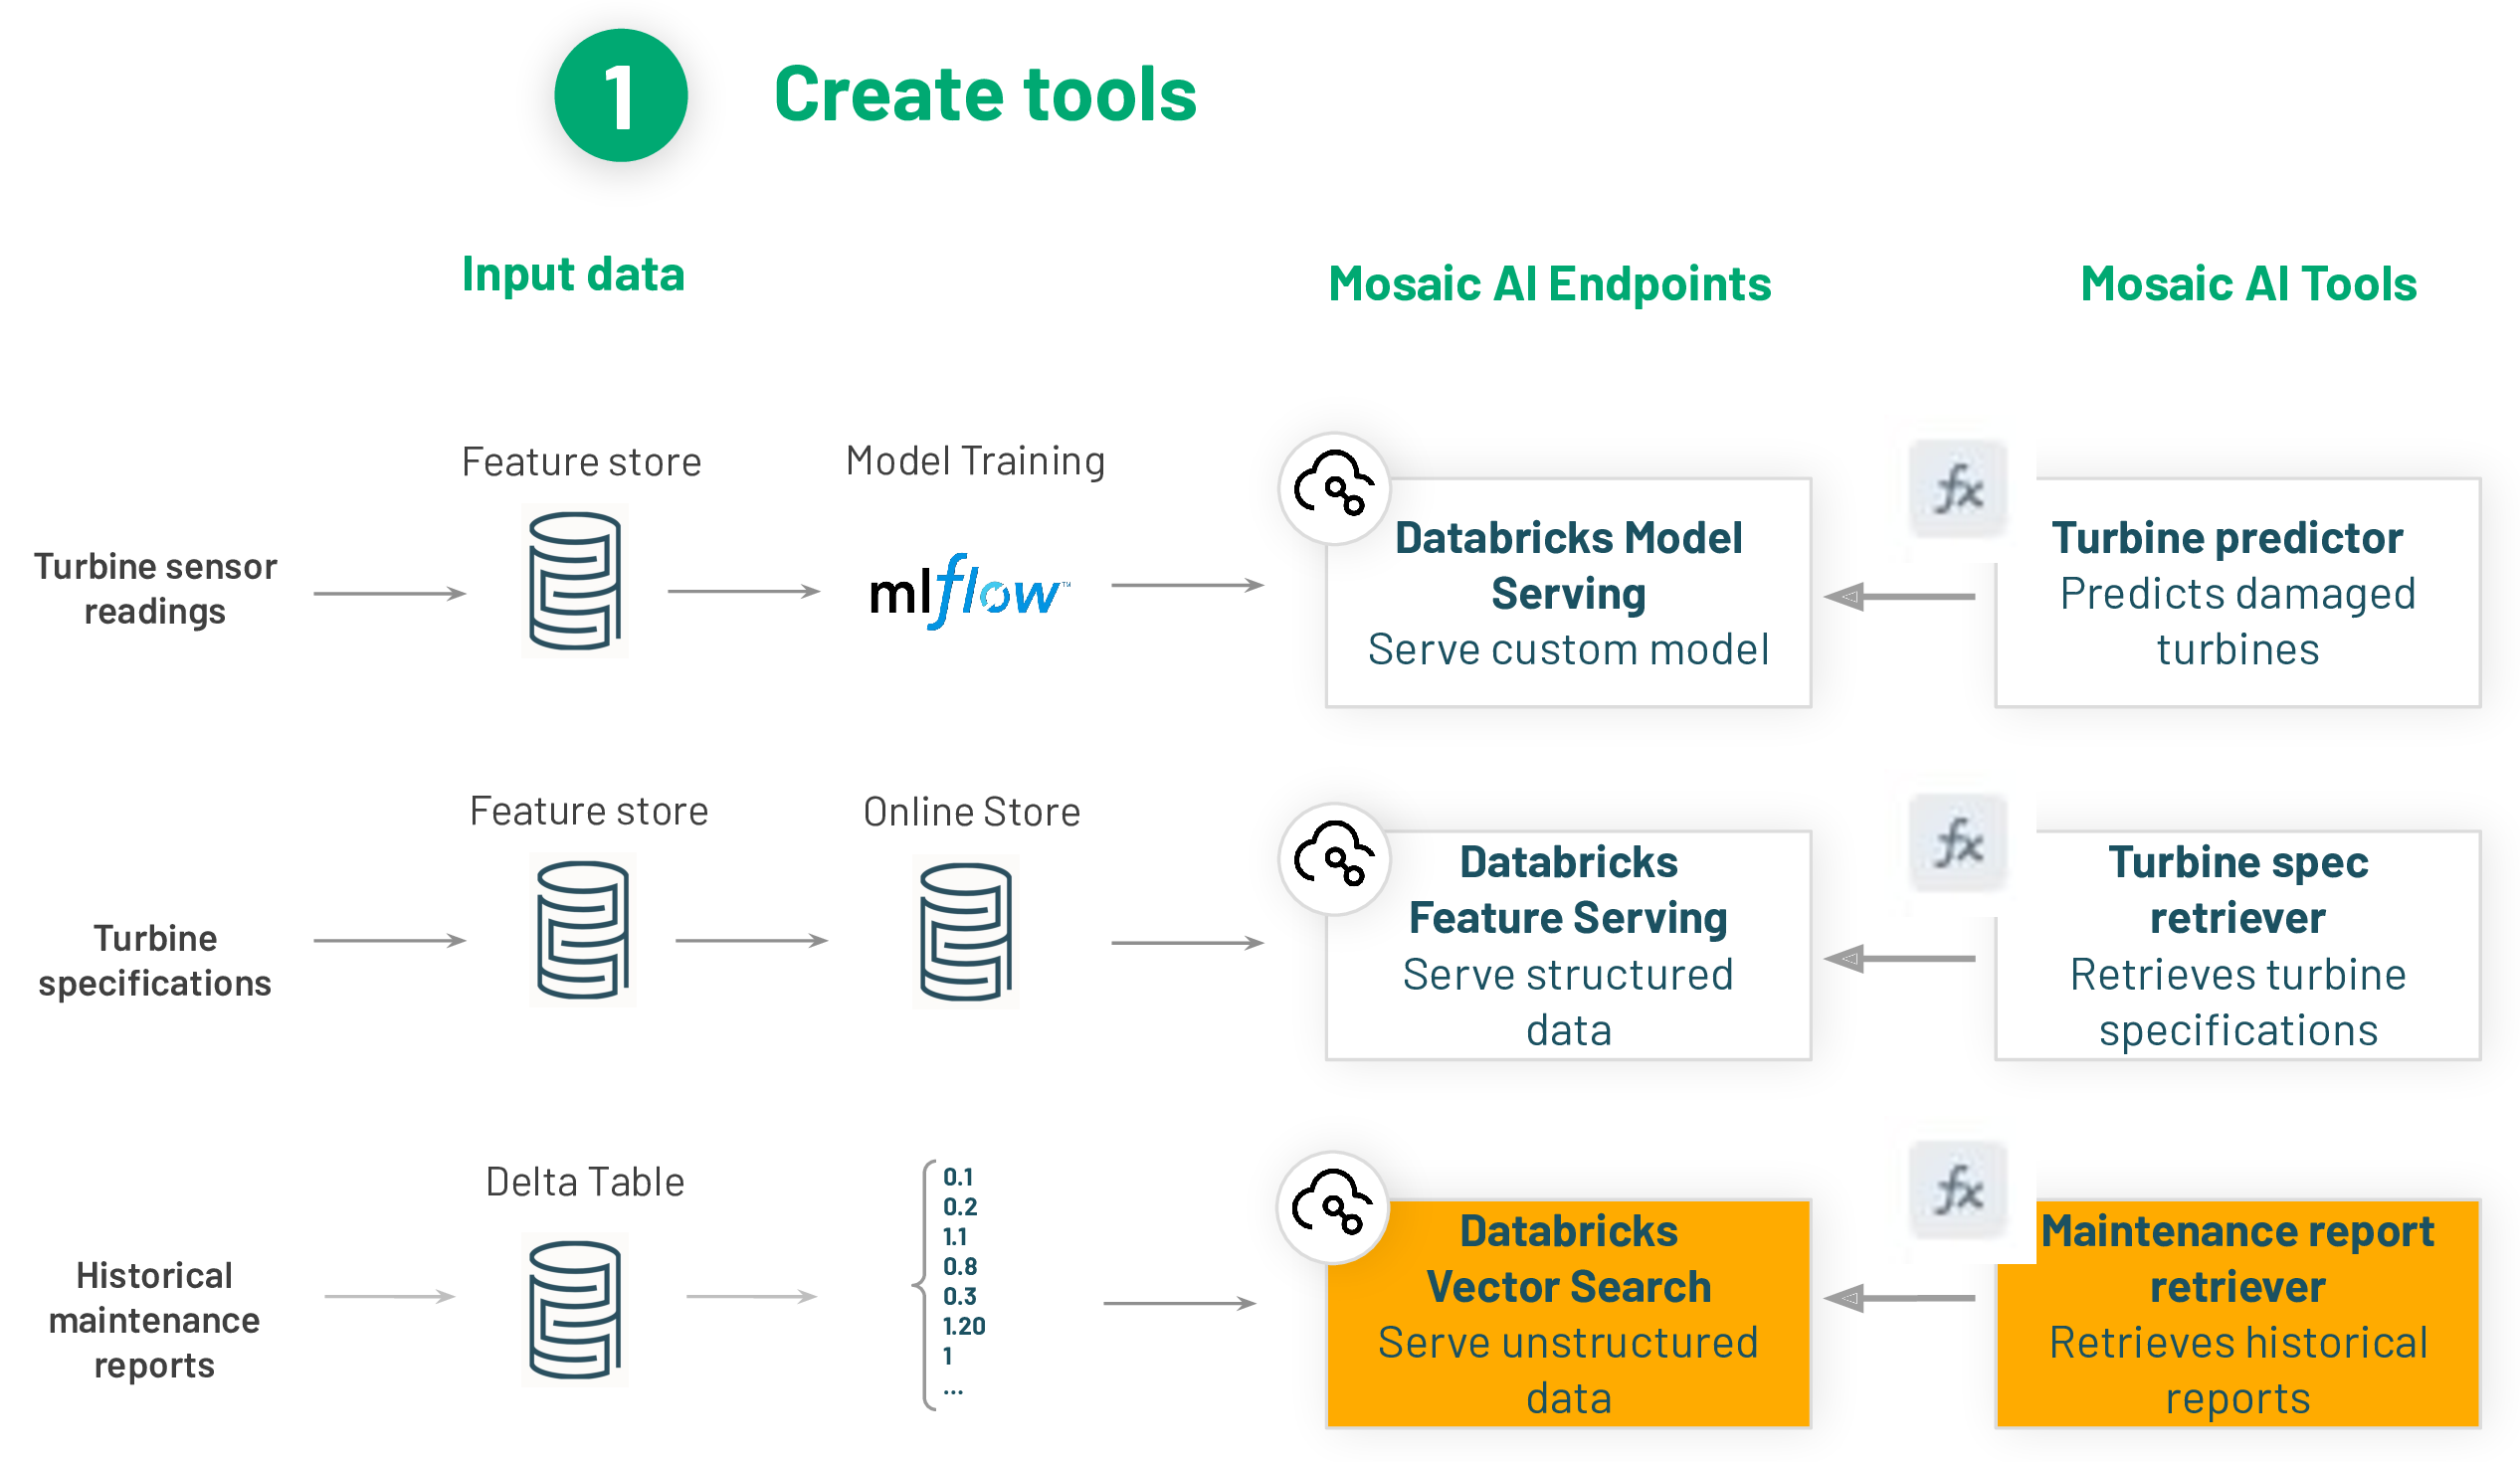 1
Create tools
Input data
Mosaic AI Endpoints
Mosaic AI Tools
Turbine sensor
readings
Feature store
Model Training
mlflow™
Databricks Model
Serving
Serve custom model
fx
Turbine predictor
Predicts damaged
turbines
Turbine
specifications
Feature store
Online Store
Databricks
Feature Serving
Serve structured
data
fx
Turbine spec
retriever
Retrieves turbine
specifications
Historical
maintenance
reports
Delta Table
0.1
0.2
1.1
0.8
0.3
1.20
1
...
Databricks
Vector Search
Serve unstructured
data
fx
Maintenance report
retriever
Retrieves historical
reports